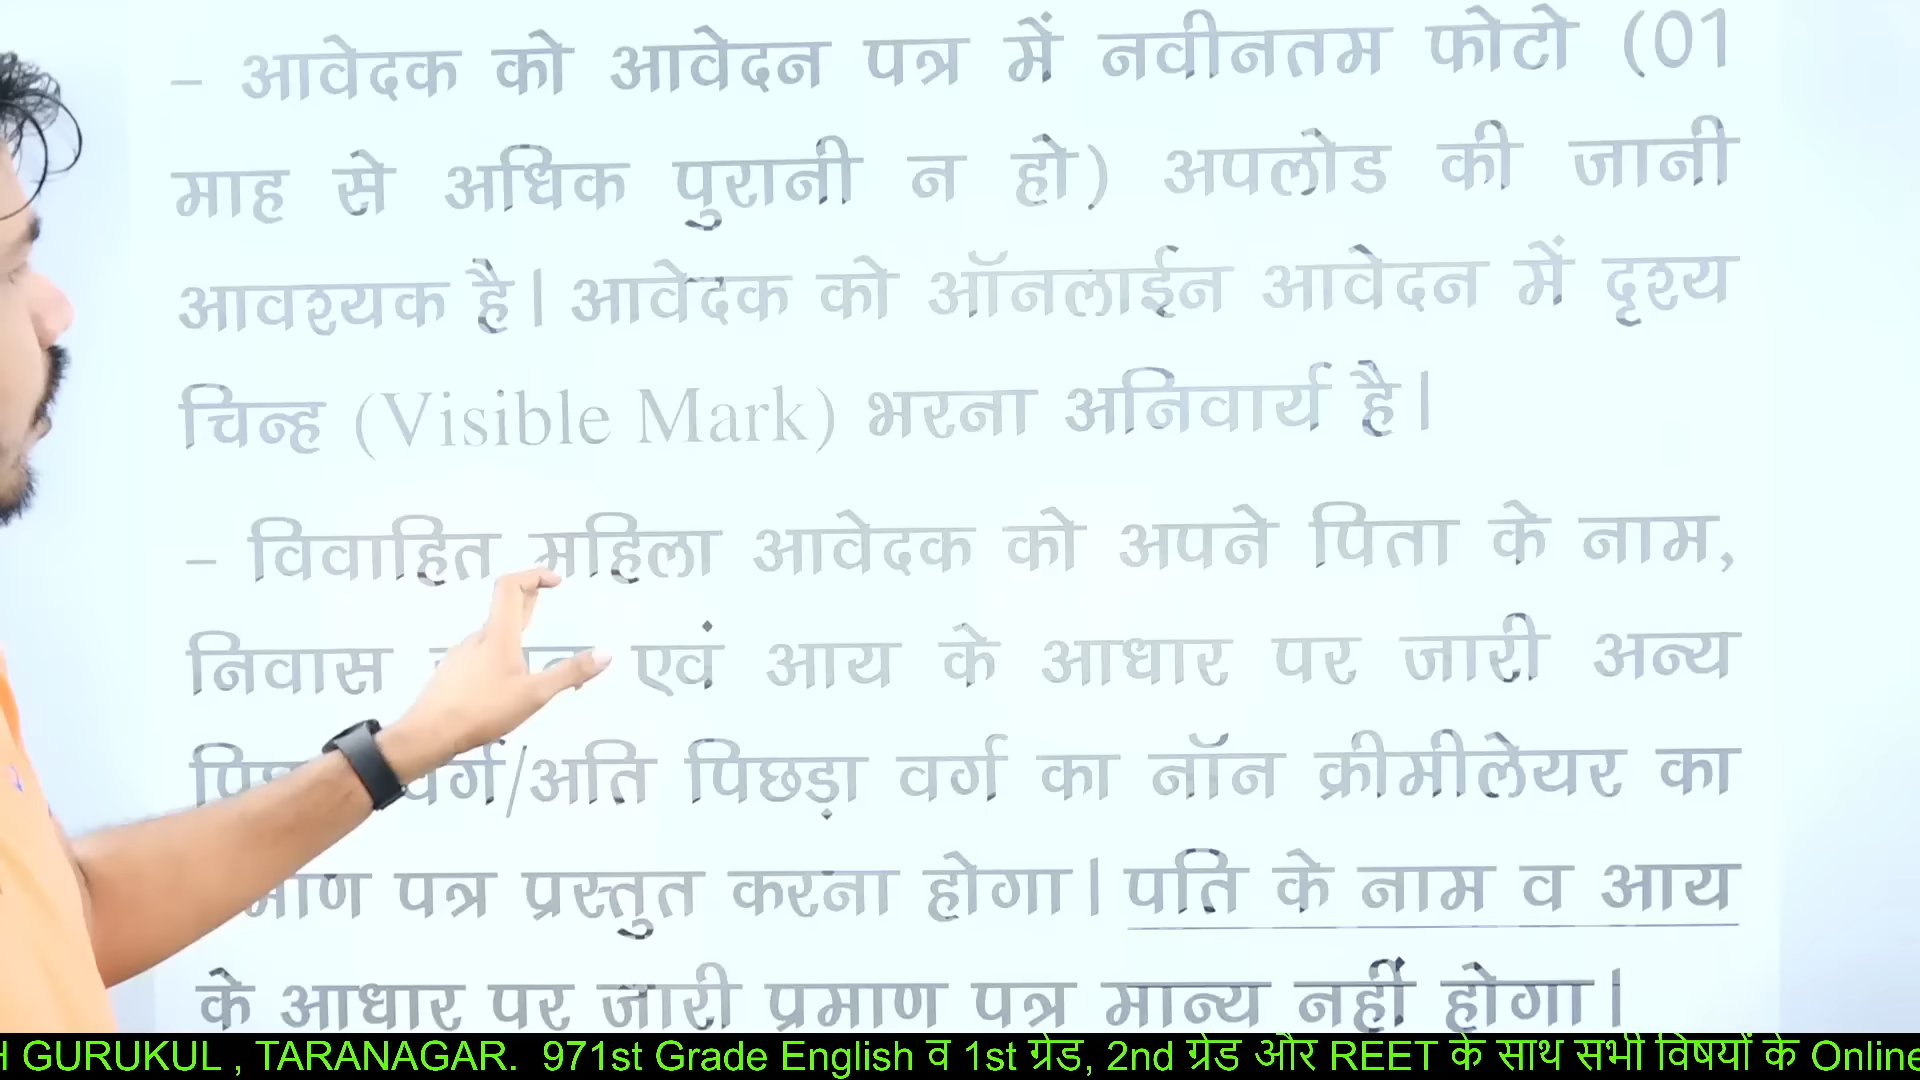 – आवेदक को आवेदन पत्र में नवीनतम फोटो (01
माह से अधिक पुरानी न हो) अपलोड की जानी
आवश्यक है। आवेदक को ऑनलाईन आवेदन में दृश्य
चिन्ह (Visible Mark) भरना अनिवार्य है।
– विवाहित महिला आवेदक को अपने पिता के नाम,
निवास एवं आय के आधार पर जारी अन्य
वर्ग/अति पिछड़ा वर्ग का नॉन क्रीमीलेयर का
पत्र प्रस्तुत करना होगा। पति के नाम व आय
के आधार पर जारी प्रमाण पत्र मान्य नहीं होगा।
GURUKUL , TARANAGAR. 971st Grade English व 1st ग्रेड, 2nd ग्रेड और REET के साथ सभी विषयों के Online